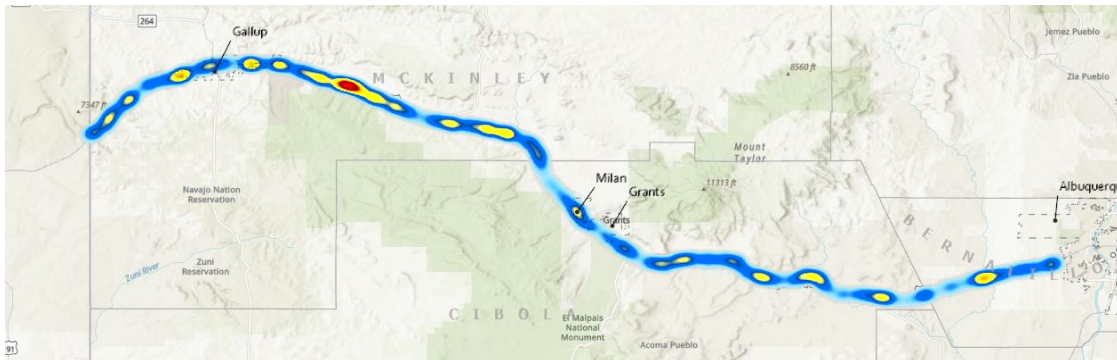 264
Gallup
Jemez Pueblo
MCKINLEY
8560 ft
Zia Pueblo
7347 ft
Mount
Taylor
Milan
11313 ft
Grants
Albuquerq
Navajo Nation
Reservation
Grants
BERNALILLO
Zuni
Reservation
Zuni River
CIBOLA
El Malpais
National
Monument
Acoma Pueblo
91